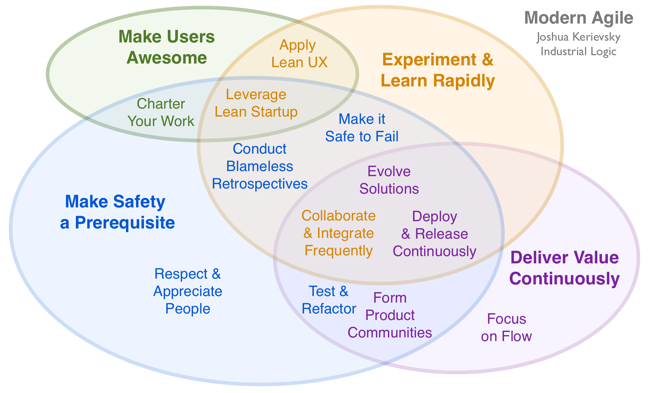 Modern Agile
Joshua Kerievsky
Industrial Logic
Make Users
Awesome
Apply
Lean UX
Experiment &
Learn Rapidly
Charter
Your Work
Leverage
Lean Startup
Make it
Safe to Fail
Conduct
Blameless
Retrospectives
Evolve
Solutions
Make Safety
a Prerequisite
Collaborate
& Integrate
Frequently
Deploy
& Release
Continuously
Deliver Value
Continuously
Respect &
Appreciate
People
Test &
Refactor
Form
Product
Communities
Focus
on Flow